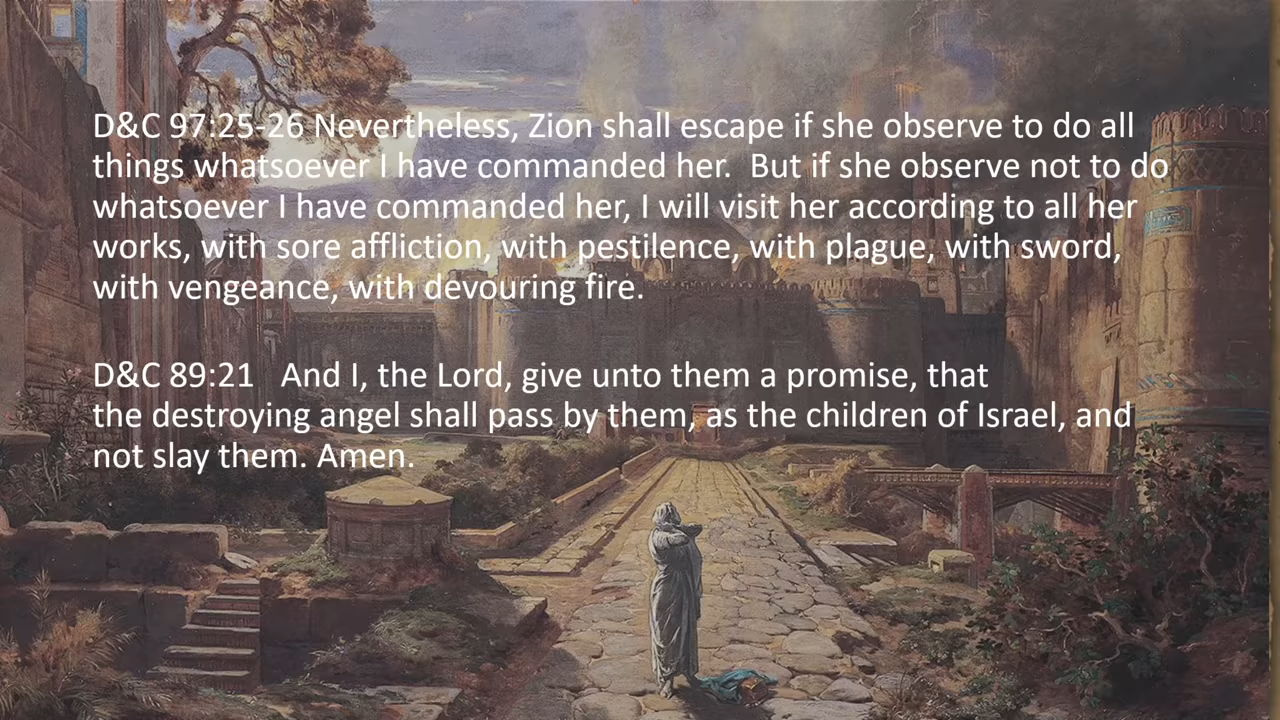 D&C 97:25-26 Nevertheless, Zion shall escape if she observe to do all
things whatsoever I have commanded her.  But if she observe not to do
whatsoever I have commanded her, I will visit her according to all her
works, with sore affliction, with pestilence, with plague, with sword,
with vengeance, with devouring fire.
D&C 89:21   And I, the Lord, give unto them a promise, that
the destroying angel shall pass by them, as the children of Israel, and
not slay them. Amen.